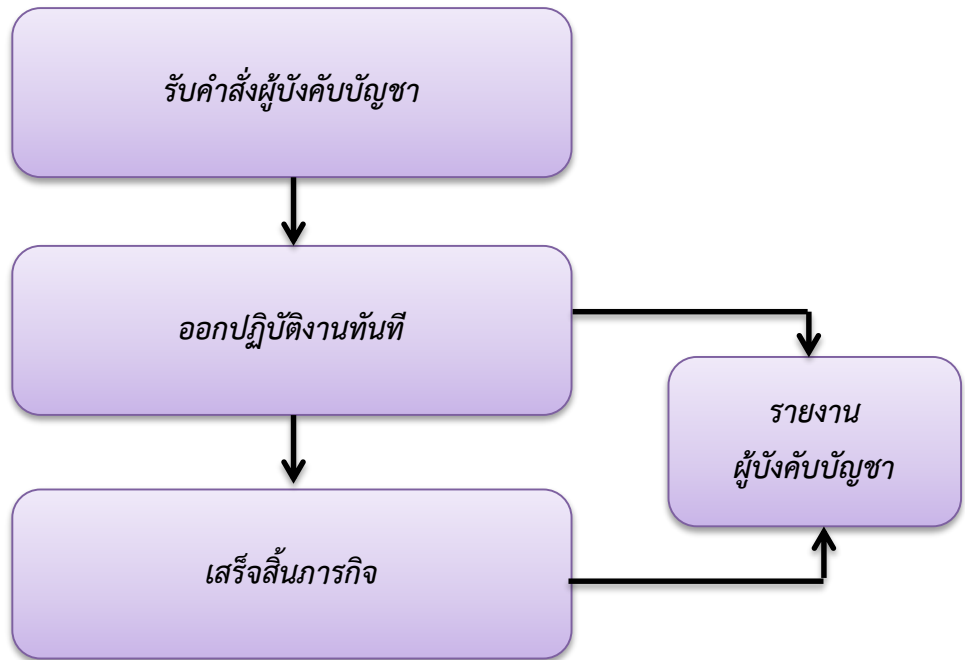 รับคำสั่งผู้บังคับบัญชา
ออกปฏิบัติงานทันที
รายงาน
ผู้บังคับบัญชา
เสร็จสิ้นภารกิจ